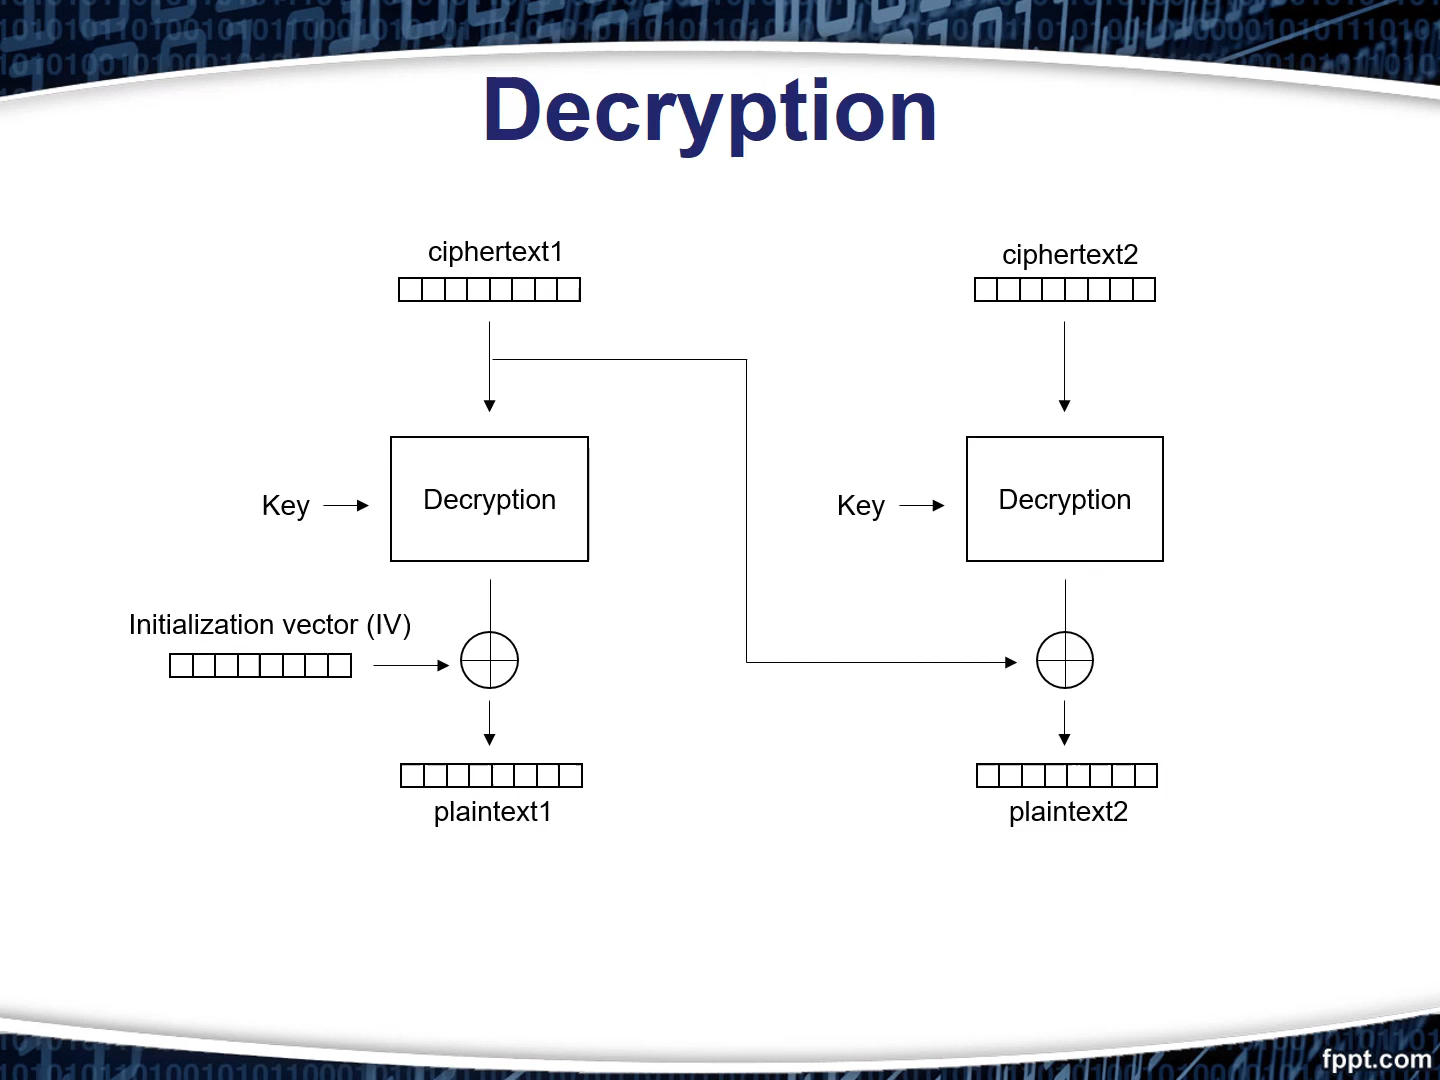 Decryption
ciphertext1
ciphertext2
Key
Decryption
Key
Decryption
Initialization vector (IV)
plaintext1
plaintext2
fppt.com